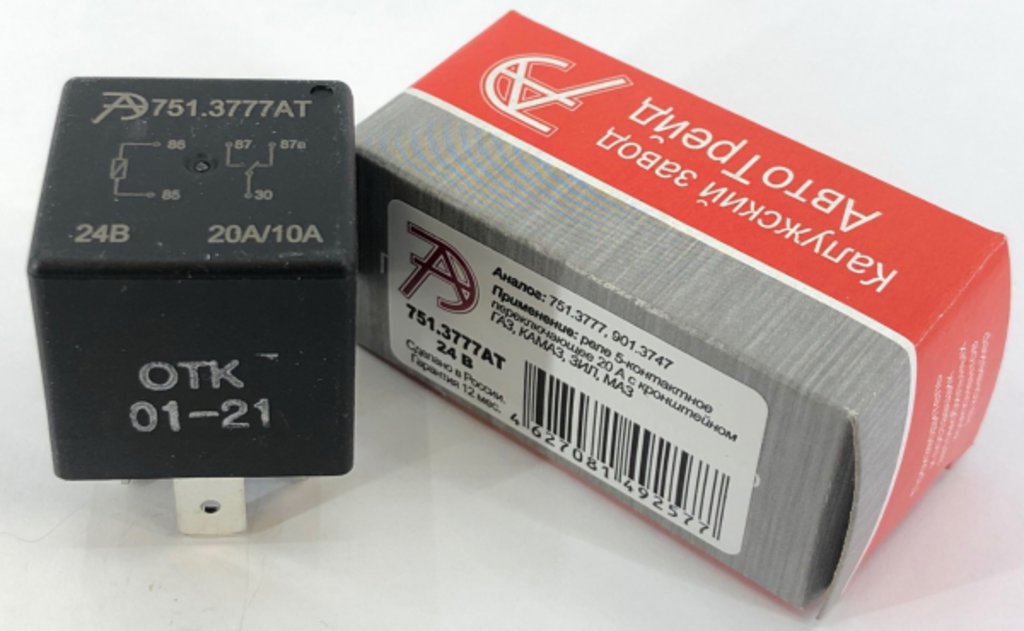 751.3777АТ
86 87 87а
85 30
24В 20А/10А
ОТК
01-21
Калужский завод
АвтоТрейд
Аналог: 751.3777, 901.3747
Применение: реле 5-контактное
переключающее 20 А с кронштейном
ГАЗ, КАМАЗ, ЗИЛ, МАЗ
751.3777АТ
24 В
Сделано в России.
Гарантия 12 мес.
4 627081 492577